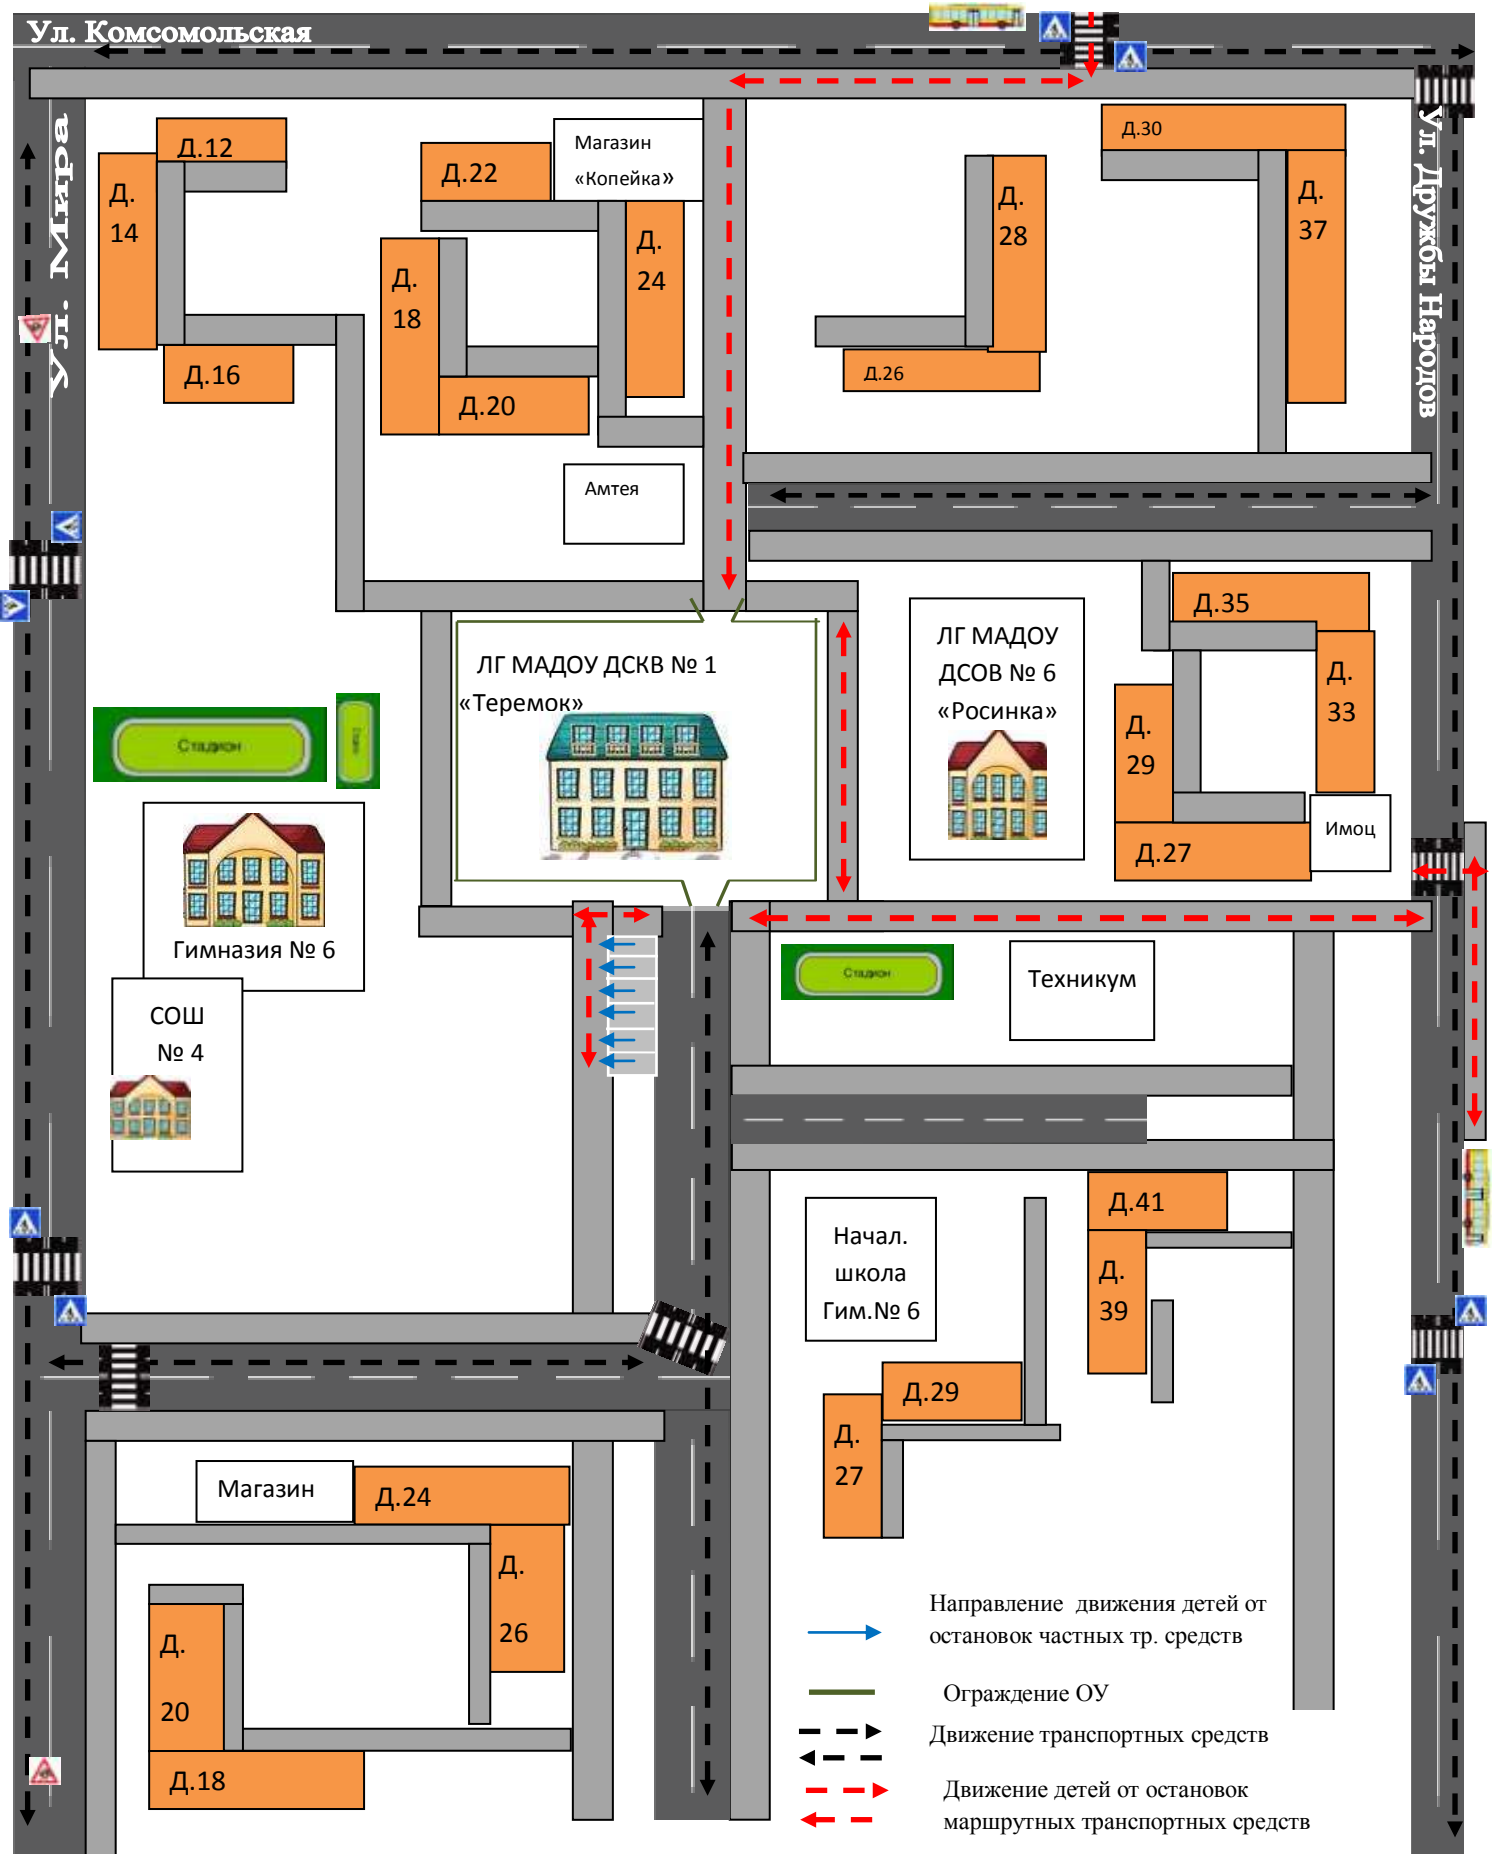 Ул. Комсомольская
Ул. Мира
Ул. Дружбы Народов
Д.12
Д.
14
Д.16
Д.22
Магазин
«Копейка»
Д.
24
Д.
18
Д.20
Амтея
Д.30
Д.
28
Д.
37
Д.26
Д.35
Д.
33
Д.
29
Д.27
Имоц
ЛГ МАДОУ ДСКВ № 1
«Теремок»
ЛГ МАДОУ
ДСОВ № 6
«Росинка»
Стадион
Гимназия № 6
СОШ
№ 4
Стадион
Техникум
Начал.
школа
Гим.№ 6
Д.41
Д.
39
Д.29
Д.
27
Магазин
Д.24
Д.
26
Д.
20
Д.18
Направление движения детей от
остановок частных тр. средств
Ограждение ОУ
Движение транспортных средств
Движение детей от остановок
маршрутных транспортных средств